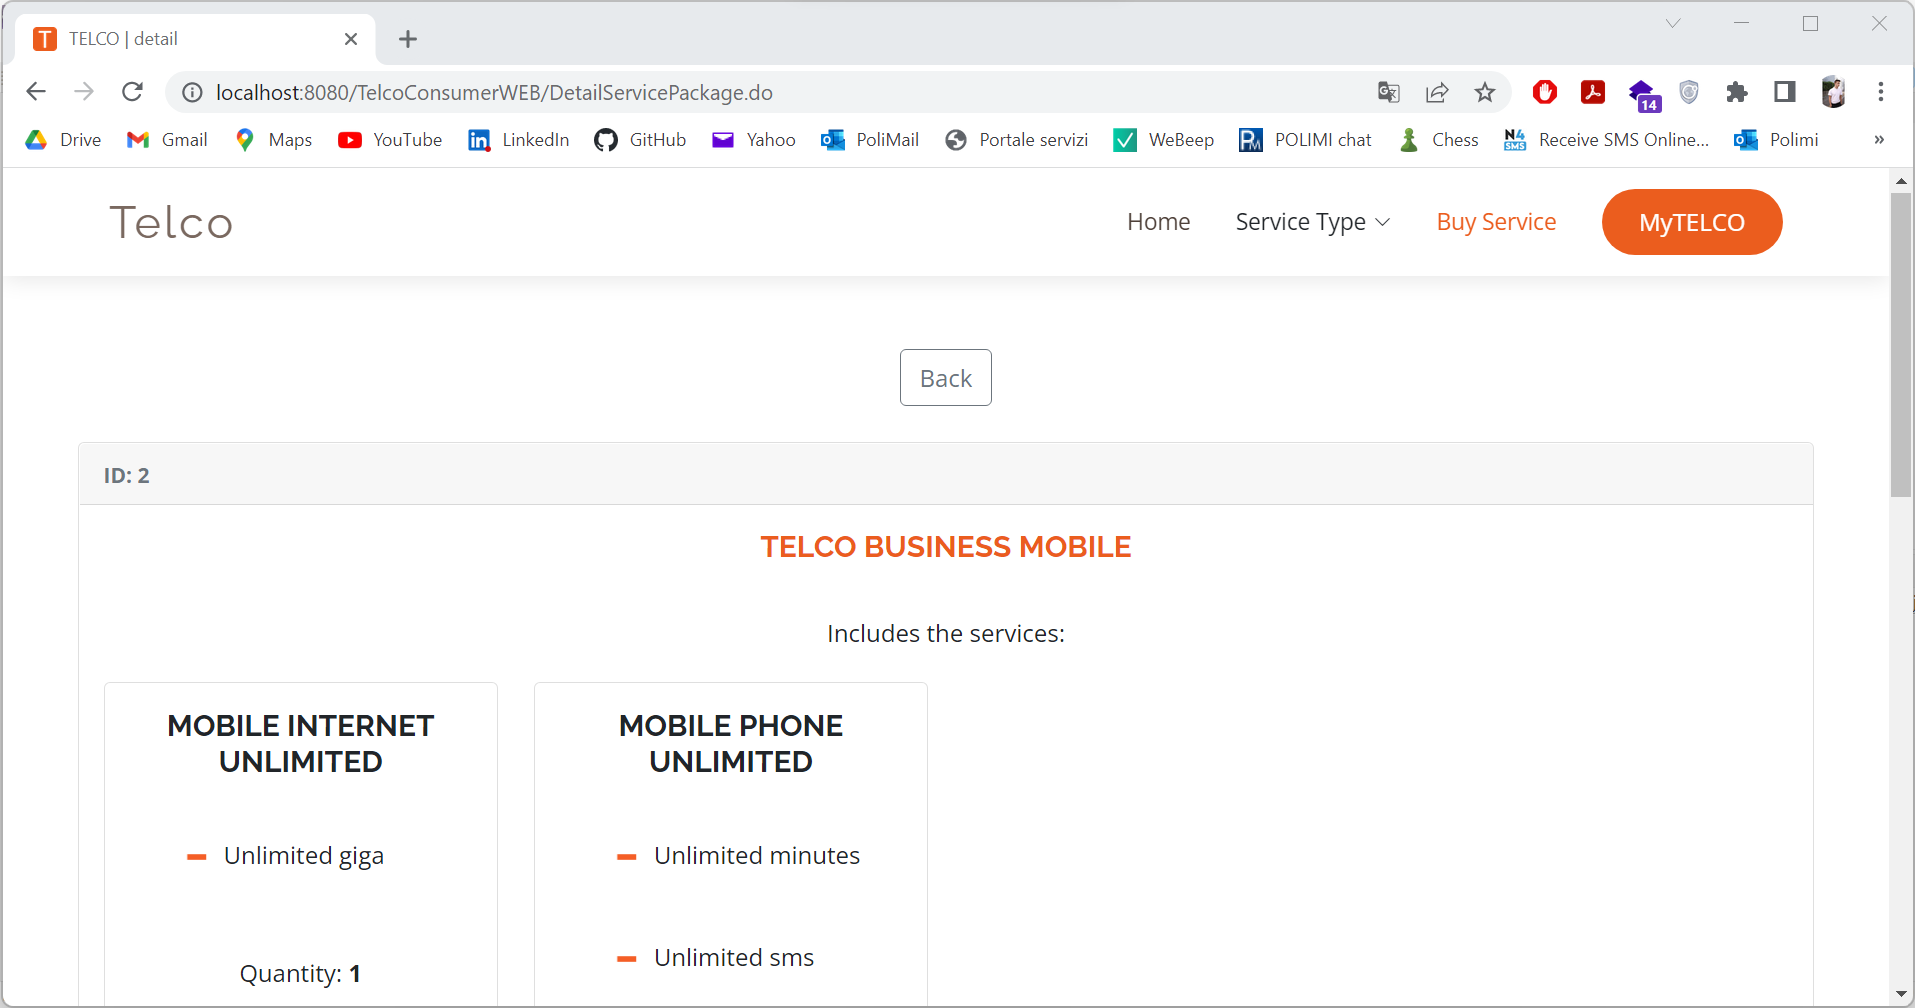 TELCO | detail
localhost:8080/TelcoConsumerWEB/DetailServicePackage.do
14
Drive Gmail Maps YouTube LinkedIn GitHub Yahoo PoliMail Portale servizi WeBeep POLIMI chat Chess Receive SMS Online... Polimi »
Telco Home Service Type Buy Service MyTELCO
Back
ID: 2
TELCO BUSINESS MOBILE
Includes the services:
MOBILE INTERNET
UNLIMITED
Unlimited giga
Quantity: 1
MOBILE PHONE
UNLIMITED
Unlimited minutes
Unlimited sms